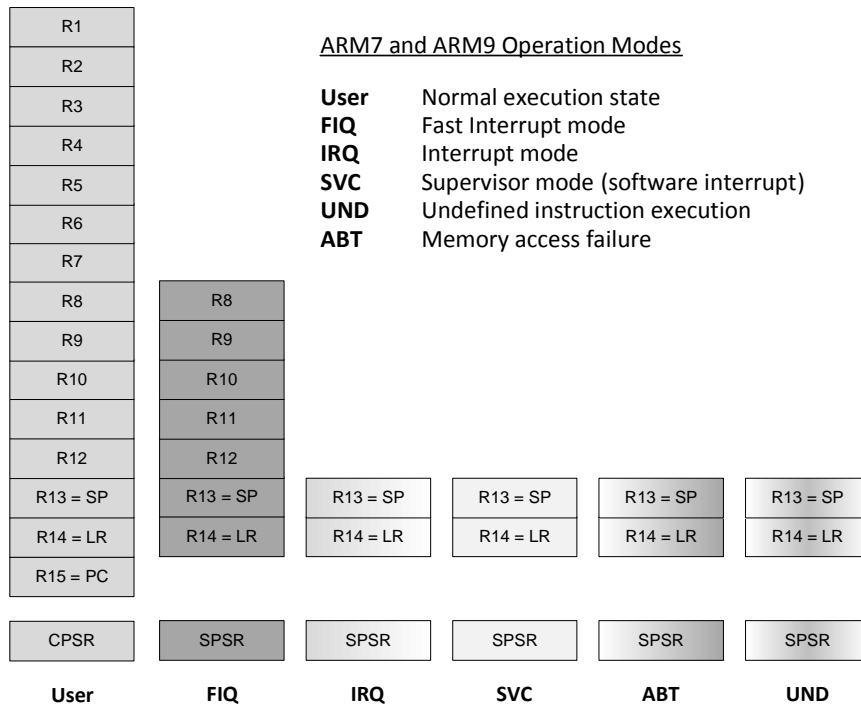 R1
R2
R3
R4
R5
R6
R7
R8
R9
R10
R11
R12
R13 = SP
R14 = LR
R15 = PC
CPSR
User
ARM7 and ARM9 Operation Modes
User Normal execution state
FIQ Fast Interrupt mode
IRQ Interrupt mode
SVC Supervisor mode (software interrupt)
UND Undefined instruction execution
ABT Memory access failure
R8
R9
R10
R11
R12
R13 = SP
R14 = LR
SPSR
FIQ
R13 = SP
R14 = LR
SPSR
IRQ
R13 = SP
R14 = LR
SPSR
SVC
R13 = SP
R14 = LR
SPSR
ABT
R13 = SP
R14 = LR
SPSR
UND